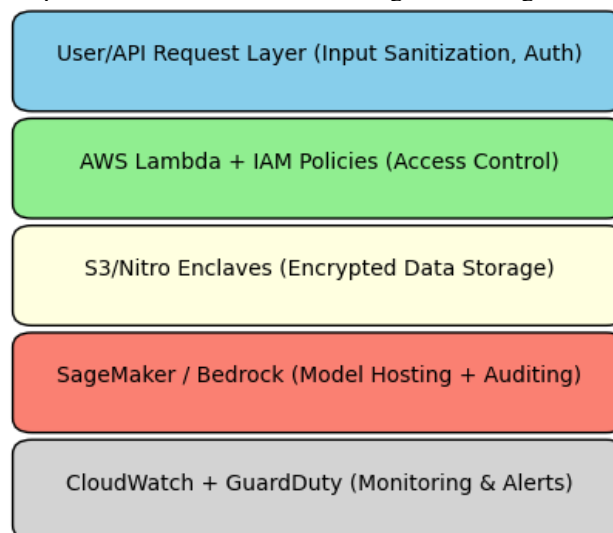 User/API Request Layer (Input Sanitization, Auth)
AWS Lambda + IAM Policies (Access Control)
S3/Nitro Enclaves (Encrypted Data Storage)
SageMaker / Bedrock (Model Hosting + Auditing)
CloudWatch + GuardDuty (Monitoring & Alerts)